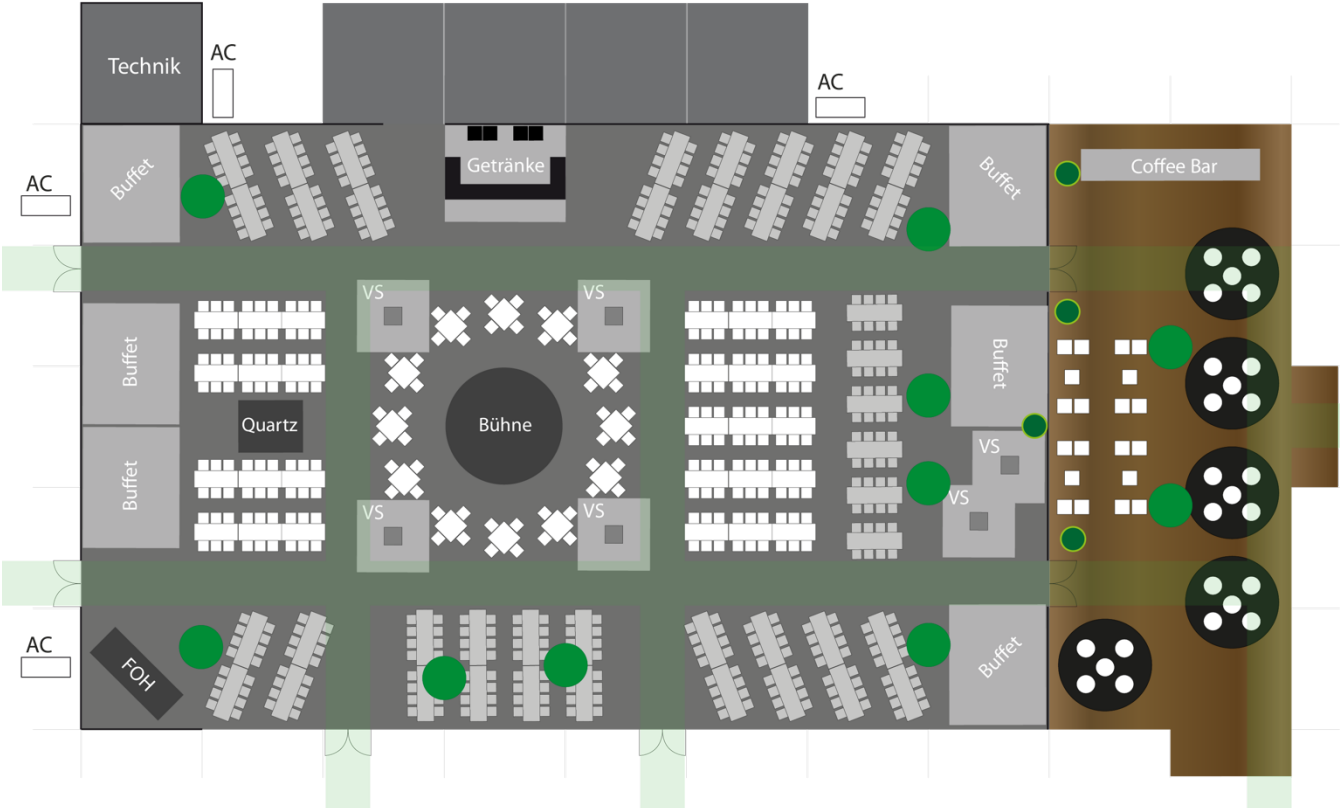 Technik
AC
AC
Buffet
Getränke
Buffet
Coffee Bar
AC
VS
VS
Buffet
Buffet
Quartz
Bühne
VS
Buffet
VS
VS
VS
AC
FOH
Buffet